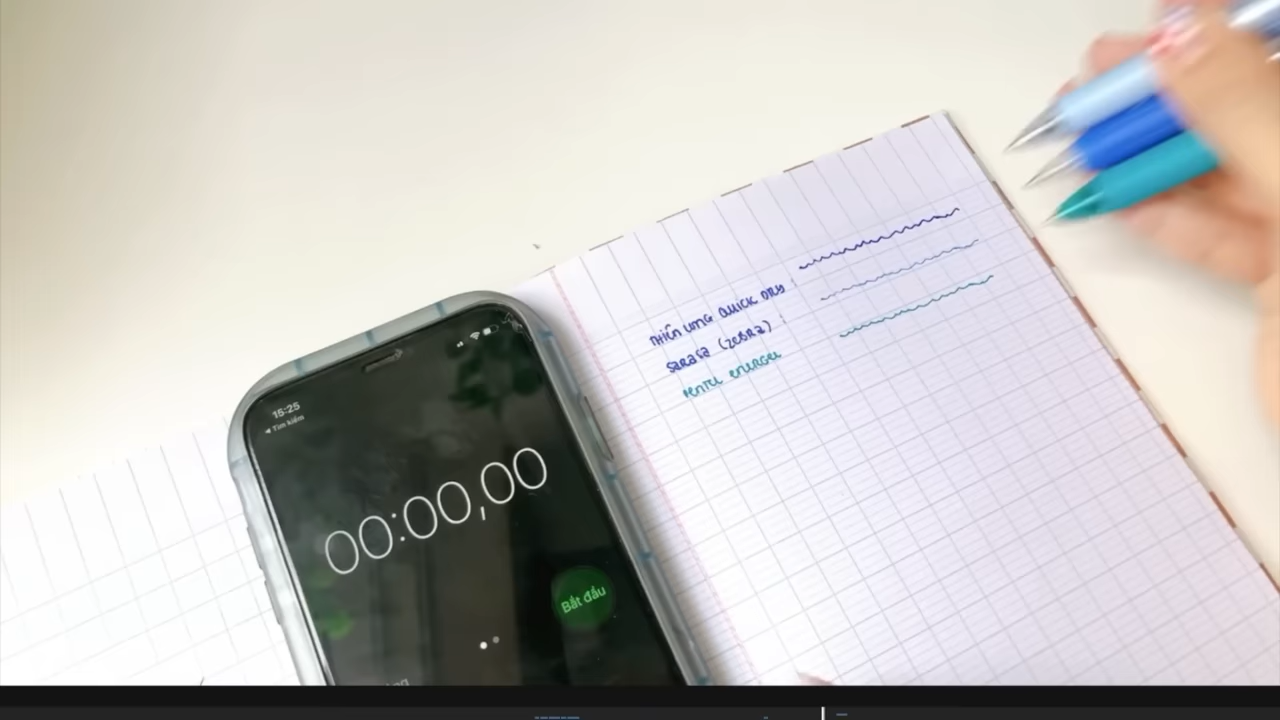 15:25
◀ Tìm kiếm
00:00,00
Bắt đầu
THIÊN LONG QUICK DRY :
SARASA (ZEBRA) :
PENTEL ENERGEL